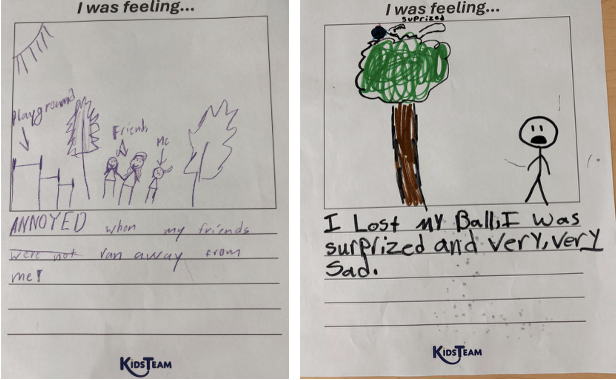 I was feeling...
playground
Friends
Me
ANNOYED when my friends
were not ran away from
me!
KIDSTEAM
I was feeling...
suprized
I Lost my Ball, I was
surprized and very, very
Sad.
KIDSTEAM